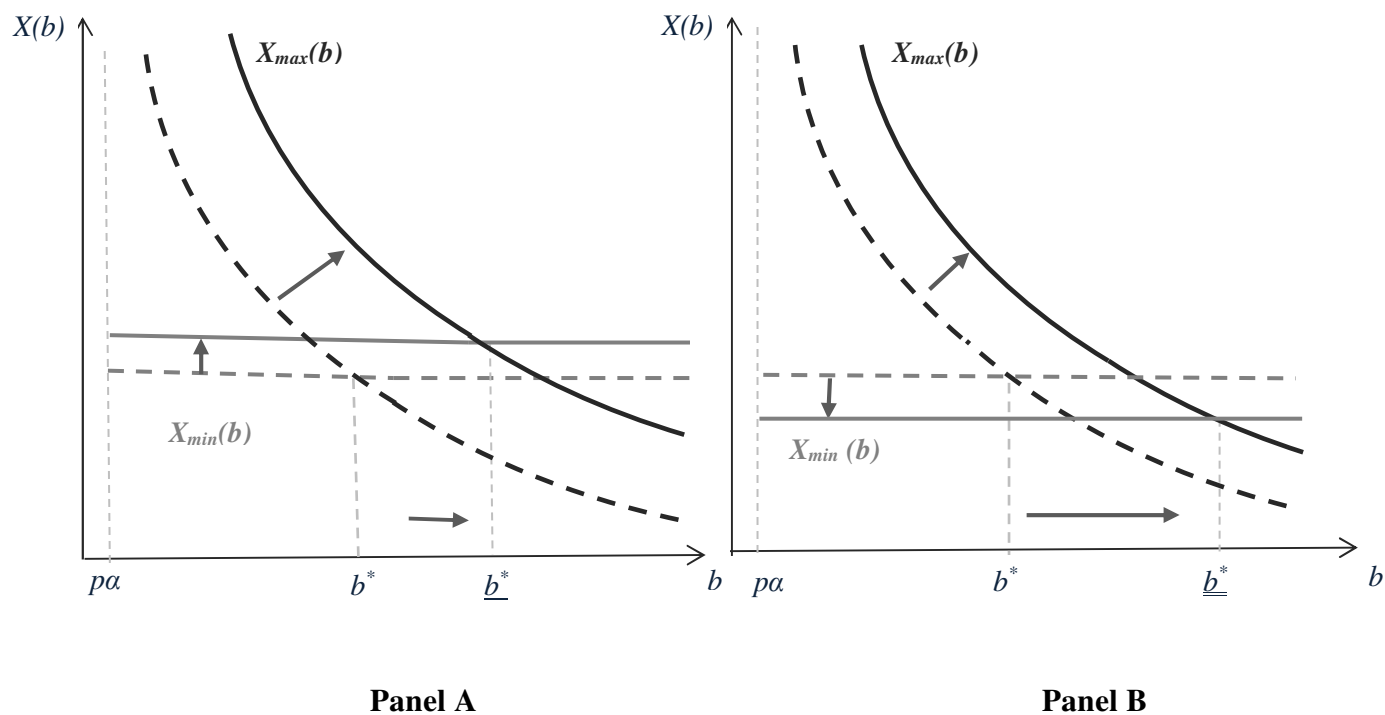 X(b)
X_max(b)
X_min(b)
pα
b*
b*
b
Panel A
X(b)
X_max(b)
X_min (b)
pα
b*
b*
b
Panel B